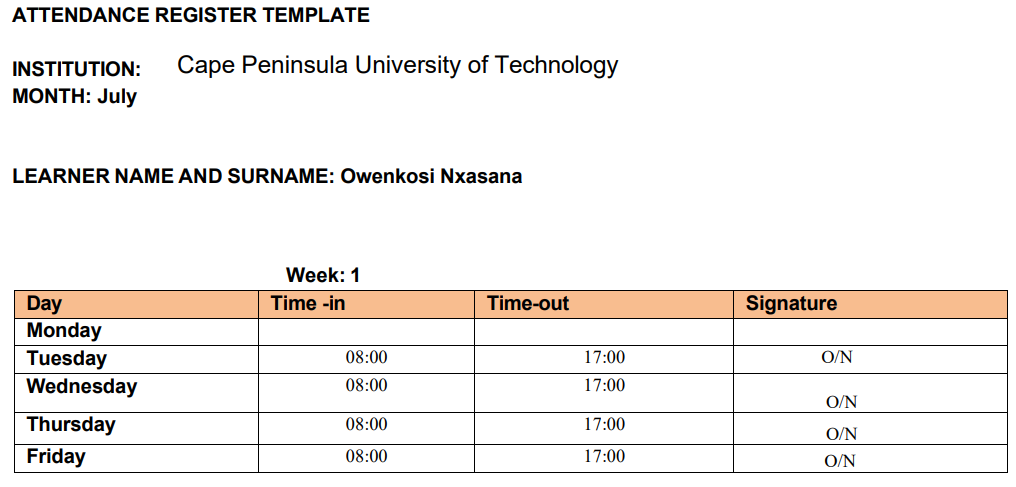 ATTENDANCE REGISTER TEMPLATE
INSTITUTION: Cape Peninsula University of Technology
MONTH: July
LEARNER NAME AND SURNAME: Owenkosi Nxasana
Week: 1
Day Time -in Time-out Signature
Monday
Tuesday 08:00 17:00 O/N
Wednesday 08:00 17:00 O/N
Thursday 08:00 17:00 O/N
Friday 08:00 17:00 O/N